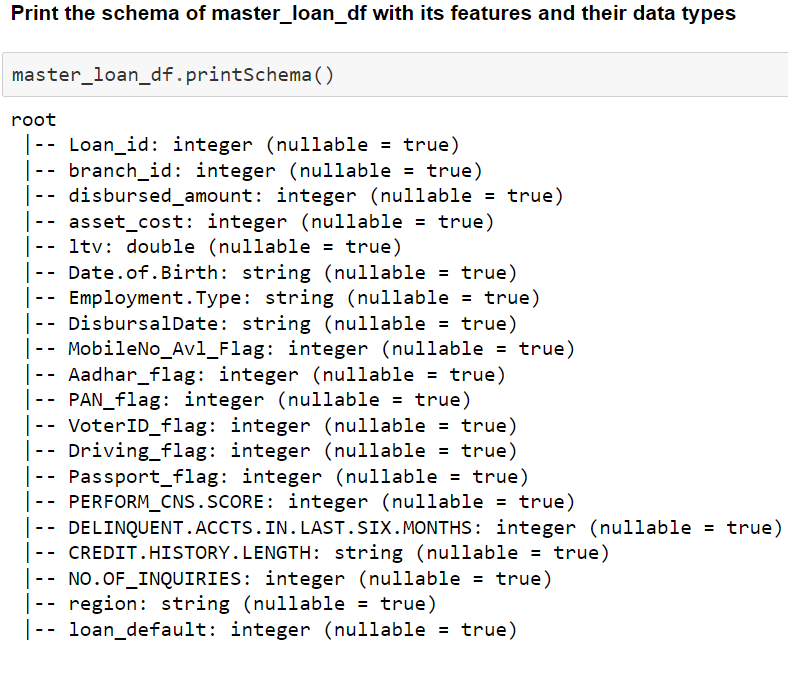 Print the schema of master_loan_df with its features and their data types
master_loan_df.printSchema()
root
|-- Loan_id: integer (nullable = true)
|-- branch_id: integer (nullable = true)
|-- disbursed_amount: integer (nullable = true)
|-- asset_cost: integer (nullable = true)
|-- ltv: double (nullable = true)
|-- Date.of.Birth: string (nullable = true)
|-- Employment.Type: string (nullable = true)
|-- DisbursalDate: string (nullable = true)
|-- MobileNo_Avl_Flag: integer (nullable = true)
|-- Aadhar_flag: integer (nullable = true)
|-- PAN_flag: integer (nullable = true)
|-- VoterID_flag: integer (nullable = true)
|-- Driving_flag: integer (nullable = true)
|-- Passport_flag: integer (nullable = true)
|-- PERFORM_CNS.SCORE: integer (nullable = true)
|-- DELINQUENT.ACCTS.IN.LAST.SIX.MONTHS: integer (nullable = true)
|-- CREDIT.HISTORY.LENGTH: string (nullable = true)
|-- NO.OF_INQUIRIES: integer (nullable = true)
|-- region: string (nullable = true)
|-- loan_default: integer (nullable = true)